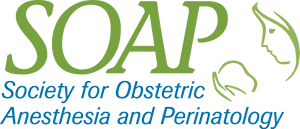 SOAP
Society for Obstetric
Anesthesia and Perinatology